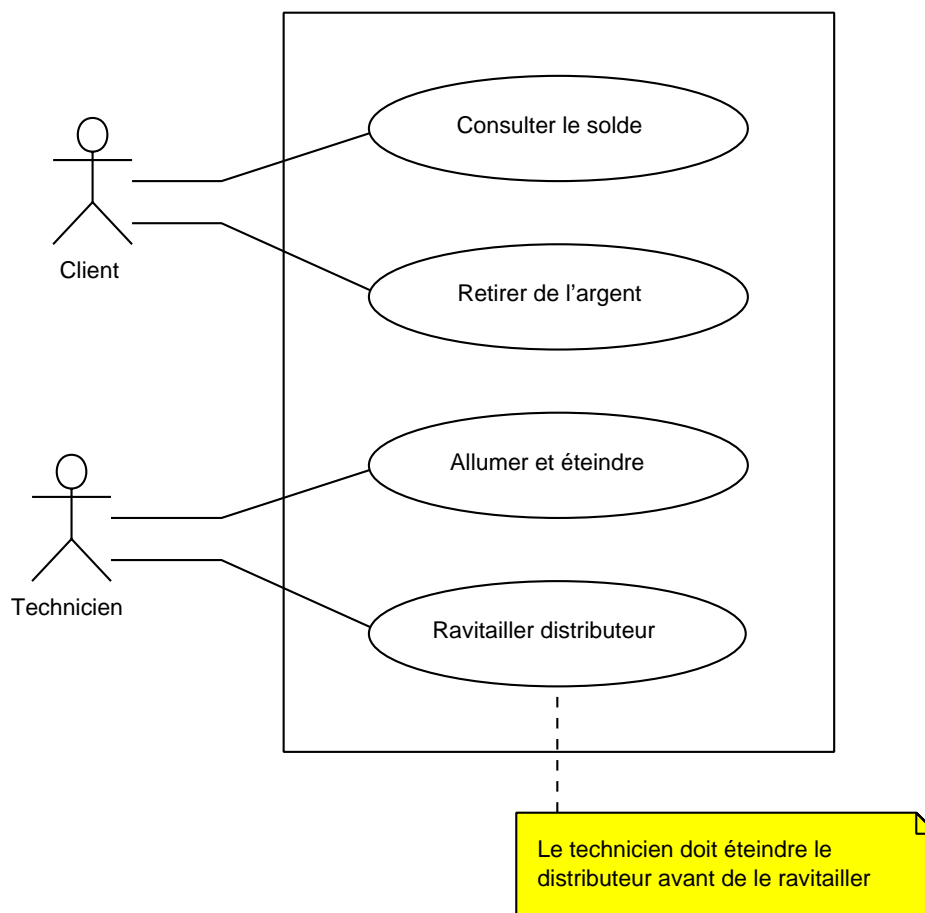 Consulter le solde
Client
Retirer de l’argent
Allumer et éteindre
Technicien
Ravitailler distributeur
Le technicien doit éteindre le
distributeur avant de le ravitailler